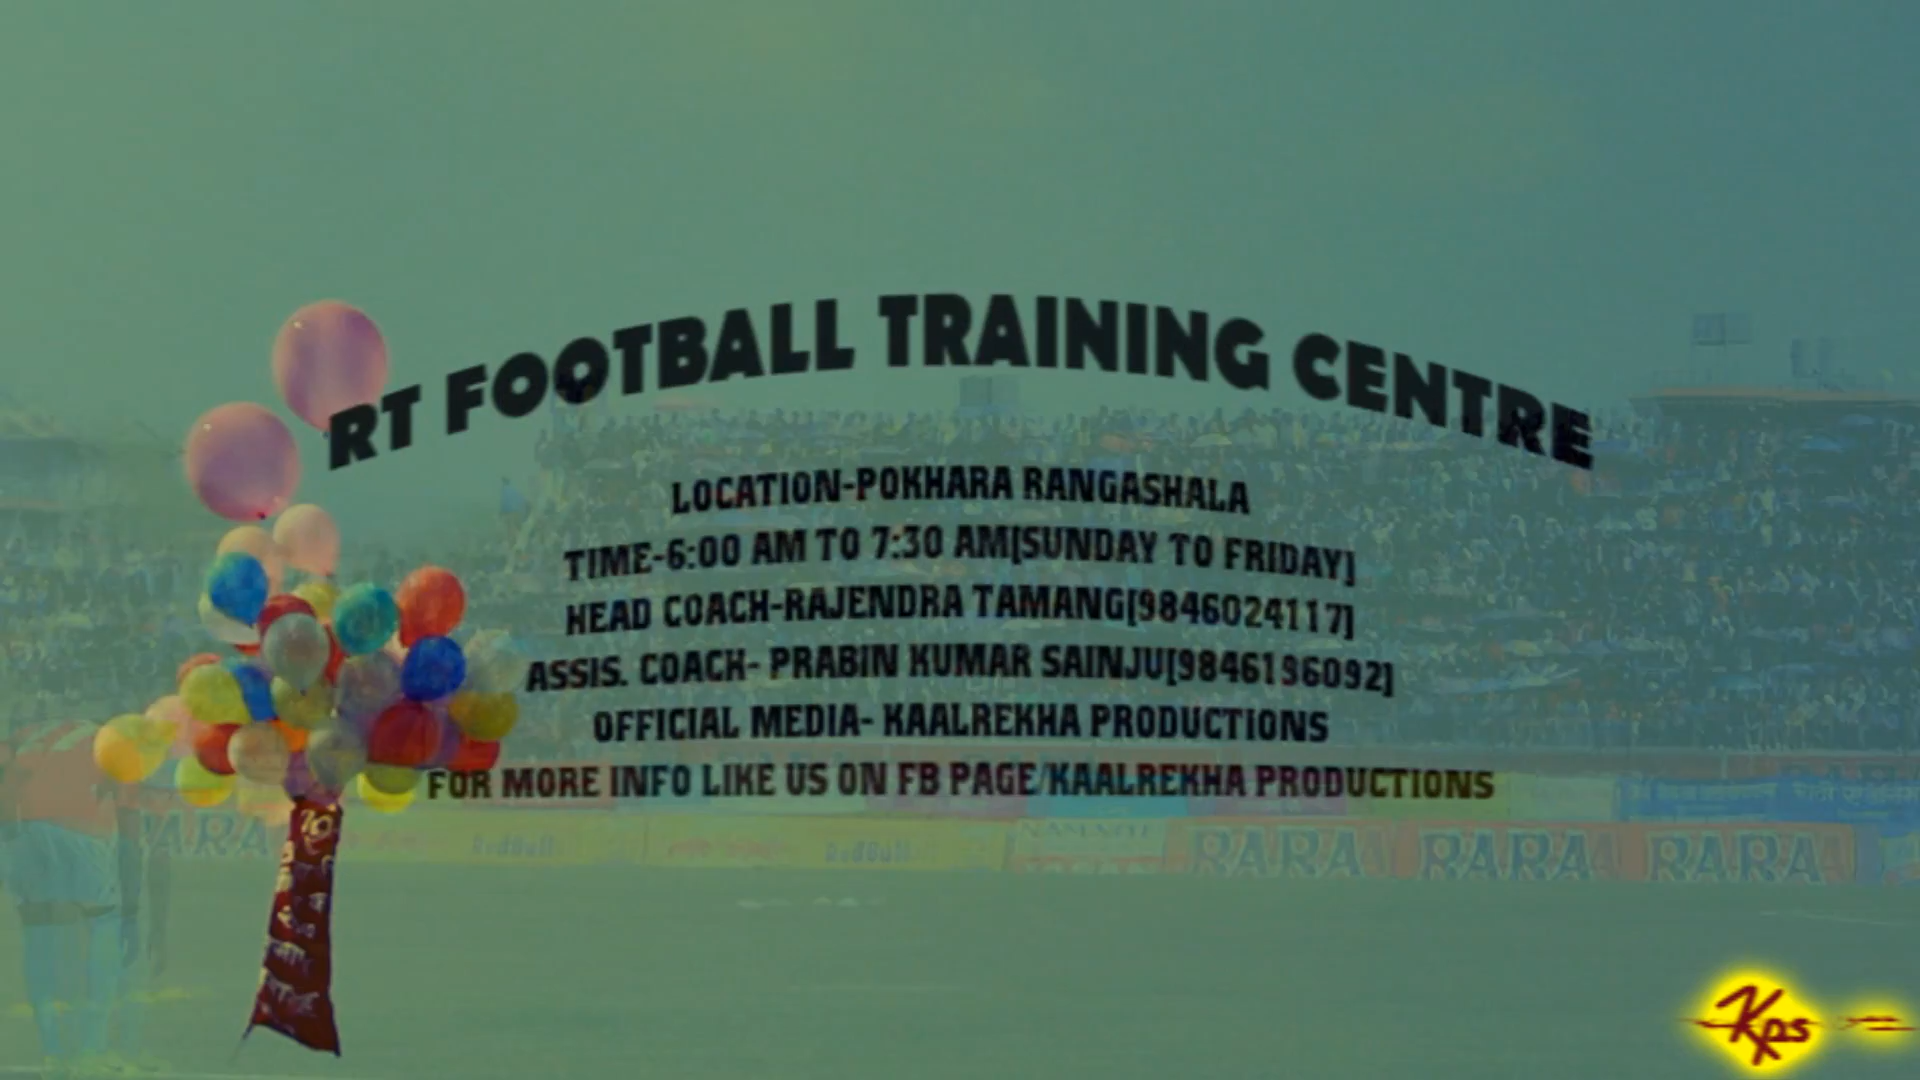 RT FOOTBALL TRAINING CENTRE
LOCATION-POKHARA RANGASHALA
TIME-6:00 AM TO 7:30 AM[SUNDAY TO FRIDAY]
HEAD COACH-RAJENDRA TAMANG[9846024117]
ASSIS. COACH- PRABIN KUMAR SAINJU[9846196092]
OFFICIAL MEDIA- KAALREKHA PRODUCTIONS
FOR MORE INFO LIKE US ON FB PAGE/KAALREKHA PRODUCTIONS
RARA RARA RARA
Kps